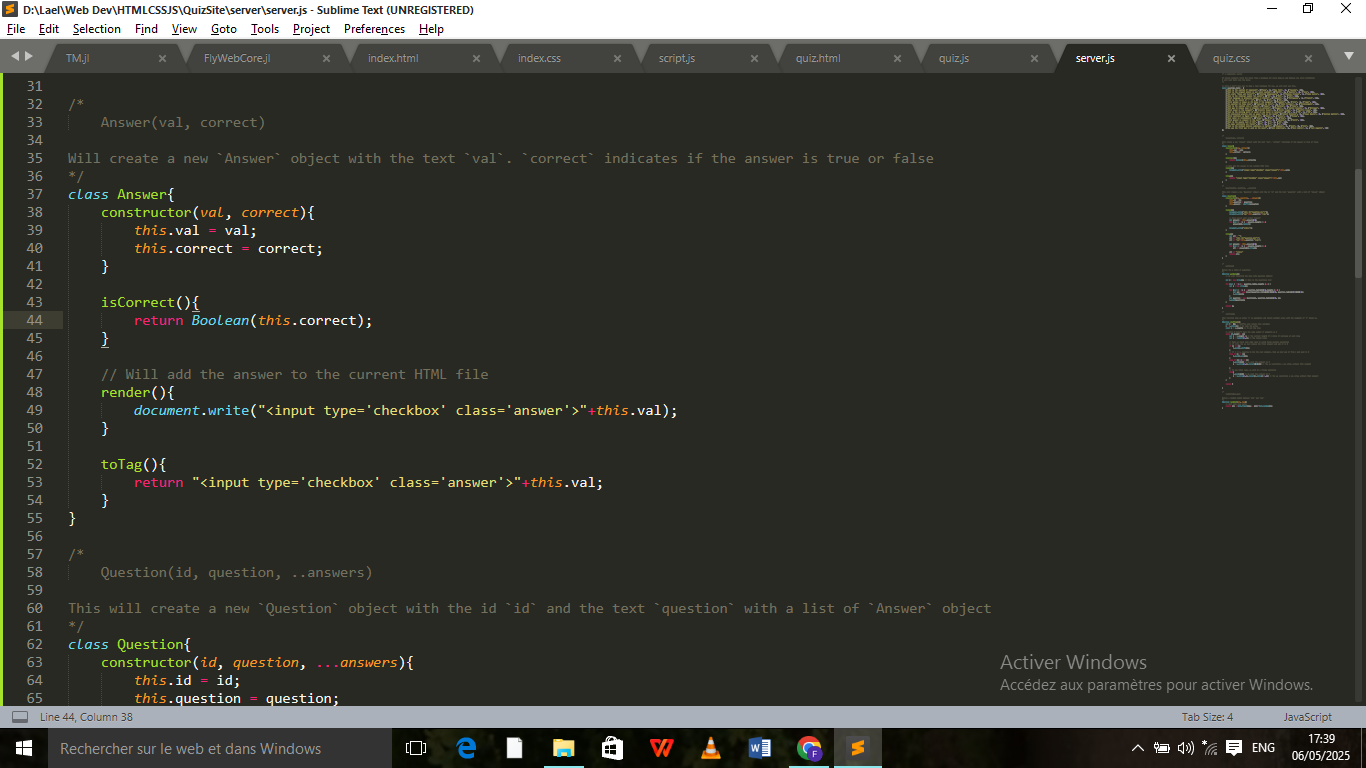 D:\Lael\Web Dev\HTMLCSSJS\QuizSite\server\server.js - Sublime Text (UNREGISTERED)
File Edit Selection Find View Goto Tools Project Preferences Help
TM.jl FlyWebCore.jl index.html index.css script.js quiz.html quiz.js server.js quiz.css
31
32 /*
33     Answer(val, correct)
34
35 Will create a new `Answer` object with the text `val`. `correct` indicates if the answer is true or false
36 */
37 class Answer{
38     constructor(val, correct){
39         this.val = val;
40         this.correct = correct;
41     }
42
43     isCorrect(){
44         return Boolean(this.correct);
45     }
46
47     // Will add the answer to the current HTML file
48     render(){
49         document.write("<input type='checkbox' class='answer'>"+this.val);
50     }
51
52     toTag(){
53         return "<input type='checkbox' class='answer'>"+this.val;
54     }
55 }
56
57 /*
58     Question(id, question, ..answers)
59
60 This will create a new `Question` object with the id `id` and the text `question` with a list of `Answer` object
61 */
62 class Question{
63     constructor(id, question, ...answers){
64         this.id = id;
65         this.question = question;
Activer Windows
Accédez aux paramètres pour activer Windows.
Line 44, Column 38 Tab Size: 4 JavaScript
Rechercher sur le web et dans Windows
ENG
17:39
06/05/2025